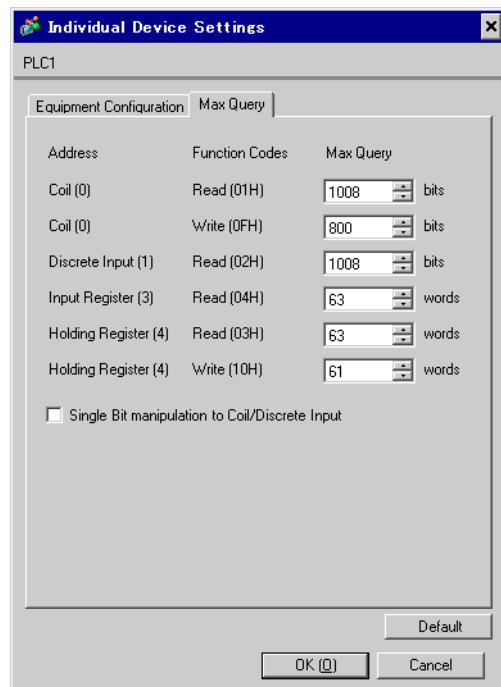 Individual Device Settings
PLC1
Equipment Configuration Max Query
Address Function Codes Max Query
Coil (0) Read (01H) 1008 bits
Coil (0) Write (0FH) 800 bits
Discrete Input (1) Read (02H) 1008 bits
Input Register (3) Read (04H) 63 words
Holding Register (4) Read (03H) 63 words
Holding Register (4) Write (10H) 61 words
Single Bit manipulation to Coil/Discrete Input
Default
OK (O) Cancel